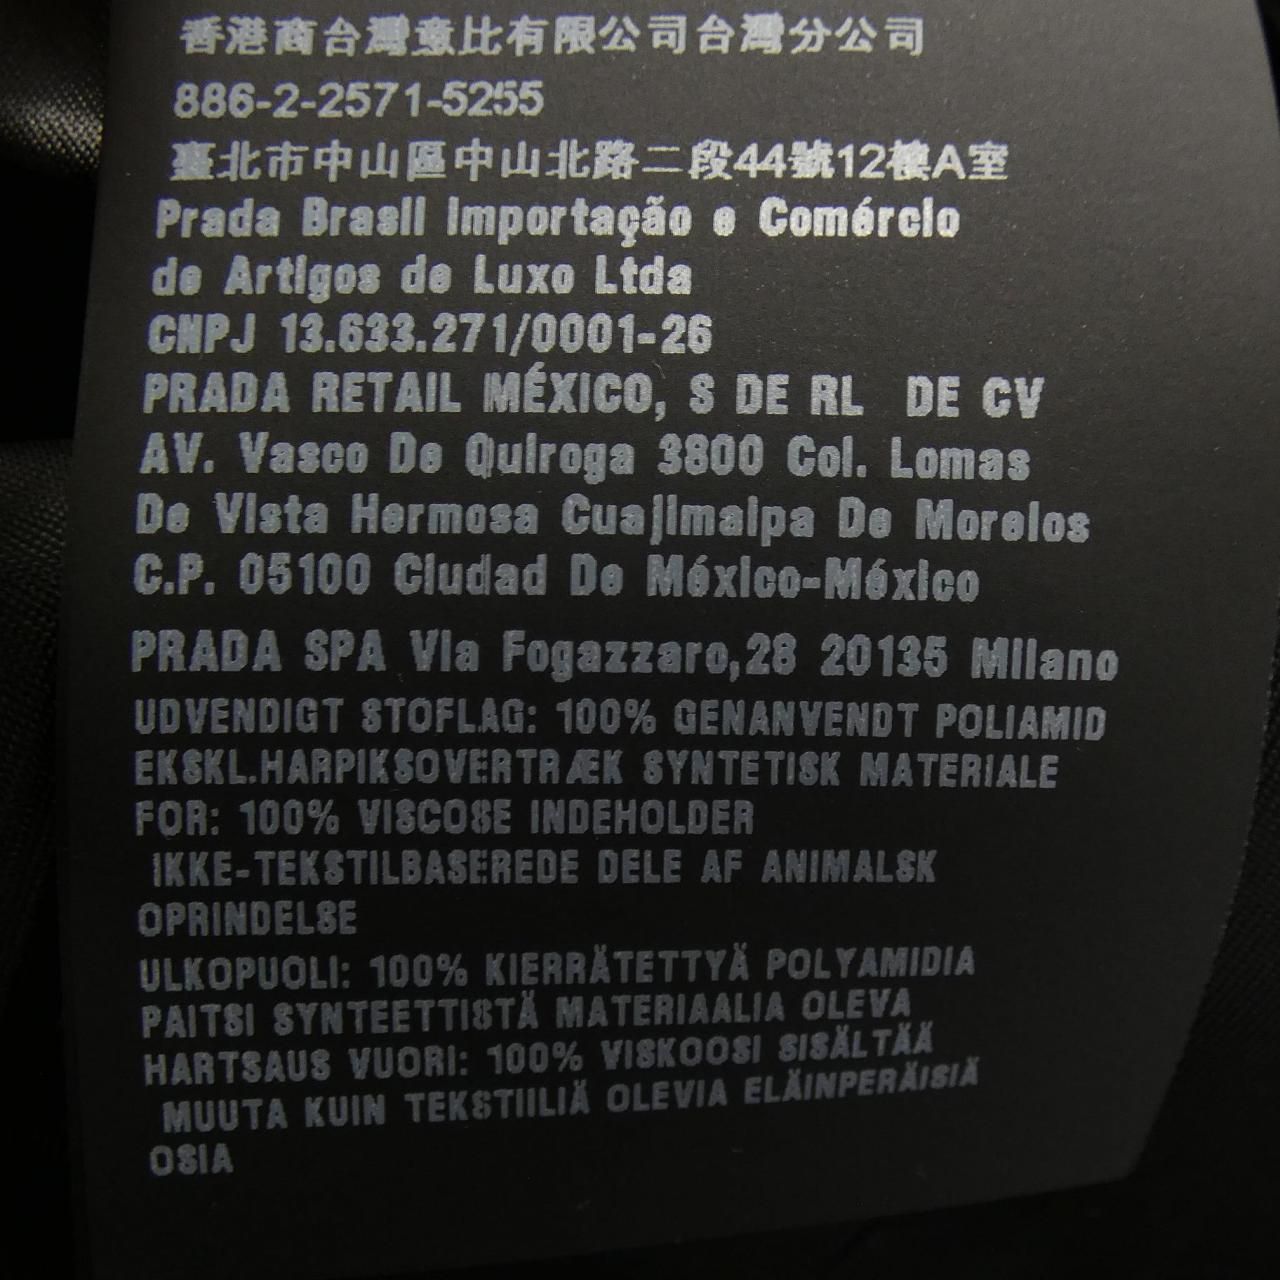 香港商台灣意比有限公司台灣分公司
886-2-2571-5255
臺北市中山區中山北路二段44號12樓A室
Prada Brasil Importação e Comércio
de Artigos de Luxo Ltda
CNPJ 13.633.271/0001-26
PRADA RETAIL MÉXICO, S DE RL DE CV
AV. Vasco De Quiroga 3800 Col. Lomas
De Vista Hermosa Cuajimalpa De Morelos
C.P. 05100 Ciudad De México-México
PRADA SPA Via Fogazzaro,28 20135 Milano
UDVENDIGT STOFLAG: 100% GENANVENDT POLIAMID
EKSKL.HARPIKSOVERTRÆK SYNTETISK MATERIALE
FOR: 100% VISCOSE INDEHOLDER
IKKE-TEKSTILBASEREDE DELE AF ANIMALSK
OPRINDELSE
ULKOPUOLI: 100% KIERRÄTETTYÄ POLYAMIDIA
PAITSI SYNTEETTISTÄ MATERIAALIA OLEVA
HARTSAUS VUORI: 100% VISKOOSI SISÄLTÄÄ
MUUTA KUIN TEKSTIILIÄ OLEVIA ELÄINPERÄISIÄ
OSIA